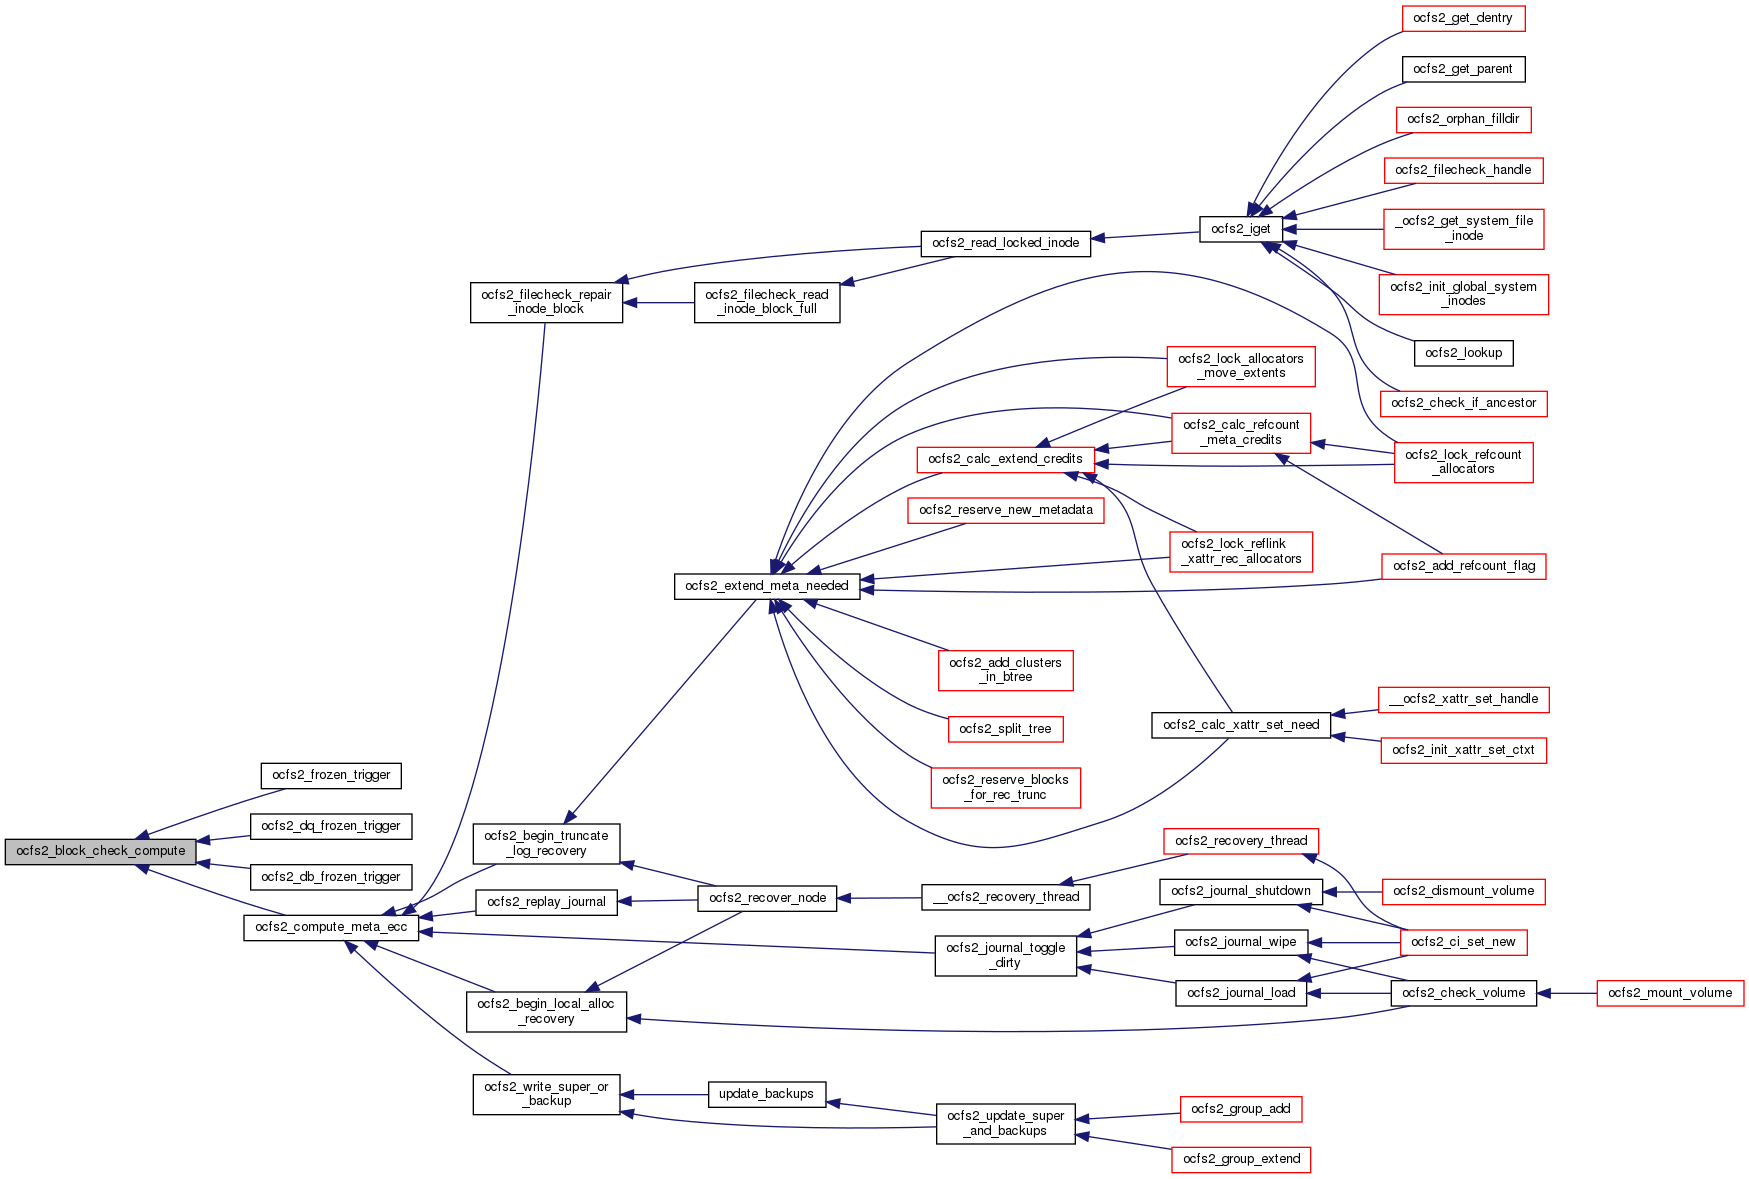 ocfs2_get_dentry
ocfs2_get_parent
ocfs2_orphan_filldir
ocfs2_filecheck_handle
_ocfs2_get_system_file
_inode
ocfs2_iget
ocfs2_read_locked_inode
ocfs2_init_global_system
_inodes
ocfs2_filecheck_repair
_inode_block
ocfs2_filecheck_read
_inode_block_full
ocfs2_lookup
ocfs2_lock_allocators
_move_extents
ocfs2_check_if_ancestor
ocfs2_calc_refcount
_meta_credits
ocfs2_calc_extend_credits
ocfs2_lock_refcount
_allocators
ocfs2_reserve_new_metadata
ocfs2_lock_reflink
_xattr_rec_allocators
ocfs2_add_refcount_flag
ocfs2_extend_meta_needed
ocfs2_add_clusters
_in_btree
__ocfs2_xattr_set_handle
ocfs2_split_tree
ocfs2_calc_xattr_set_need
ocfs2_init_xattr_set_ctxt
ocfs2_frozen_trigger
ocfs2_reserve_blocks
_for_rec_trunc
ocfs2_dq_frozen_trigger
ocfs2_begin_truncate
_log_recovery
ocfs2_recovery_thread
ocfs2_block_check_compute
ocfs2_db_frozen_trigger
ocfs2_journal_shutdown
ocfs2_dismount_volume
ocfs2_replay_journal
ocfs2_recover_node
__ocfs2_recovery_thread
ocfs2_compute_meta_ecc
ocfs2_journal_toggle
_dirty
ocfs2_journal_wipe
ocfs2_ci_set_new
ocfs2_journal_load
ocfs2_check_volume
ocfs2_mount_volume
ocfs2_begin_local_alloc
_recovery
ocfs2_write_super_or
_backup
update_backups
ocfs2_update_super
_and_backups
ocfs2_group_add
ocfs2_group_extend